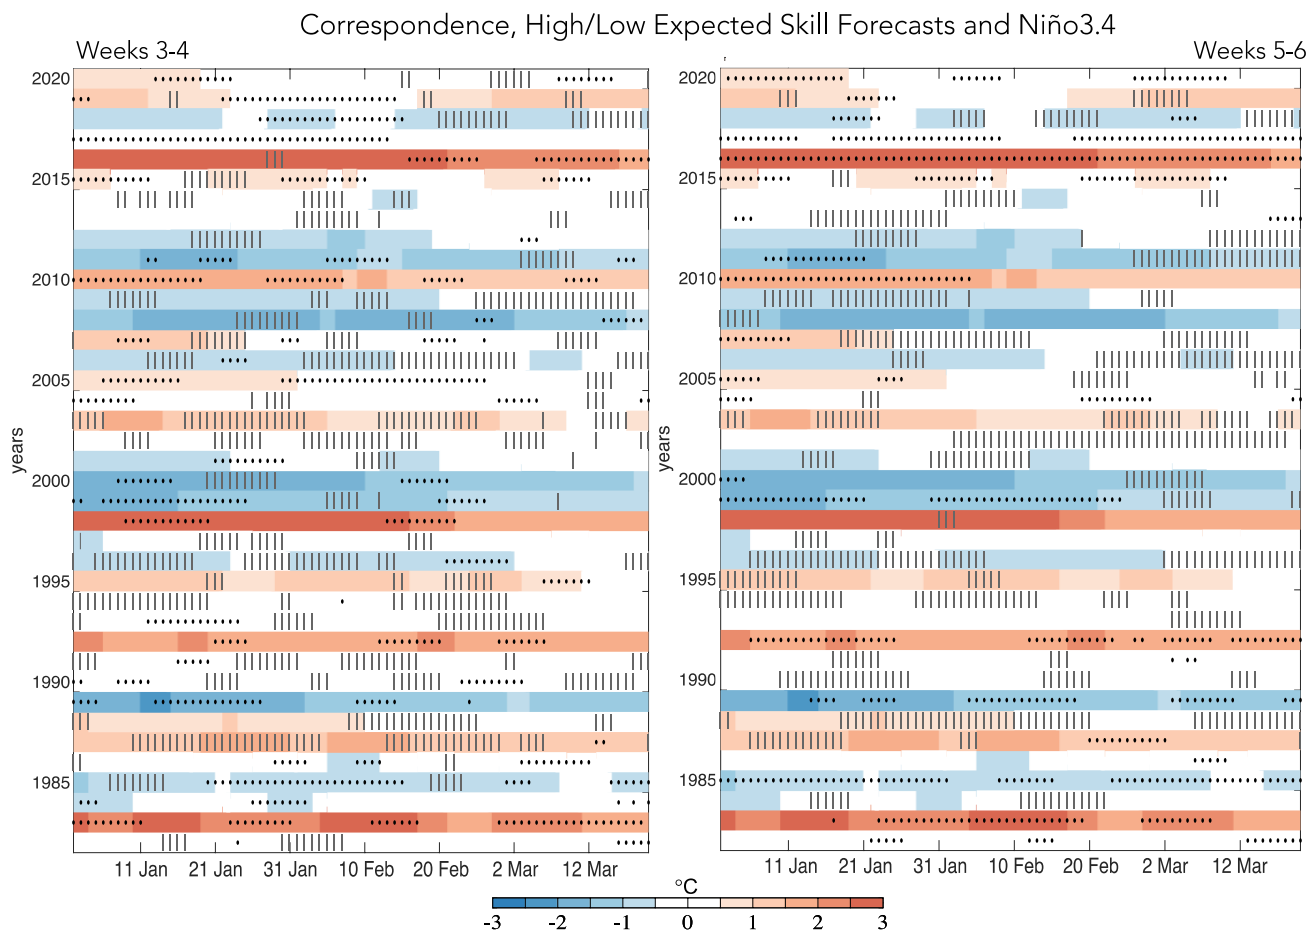 Correspondence, High/Low Expected Skill Forecasts and Niño3.4
Weeks 3-4
Weeks 5-6
2020
2015
2010
2005
2000
1995
1990
1985
years
11 Jan 21 Jan 31 Jan 10 Feb 20 Feb 2 Mar 12 Mar
2020
2015
2010
2005
2000
1995
1990
1985
years
11 Jan 21 Jan 31 Jan 10 Feb 20 Feb 2 Mar 12 Mar
°C
-3 -2 -1 0 1 2 3